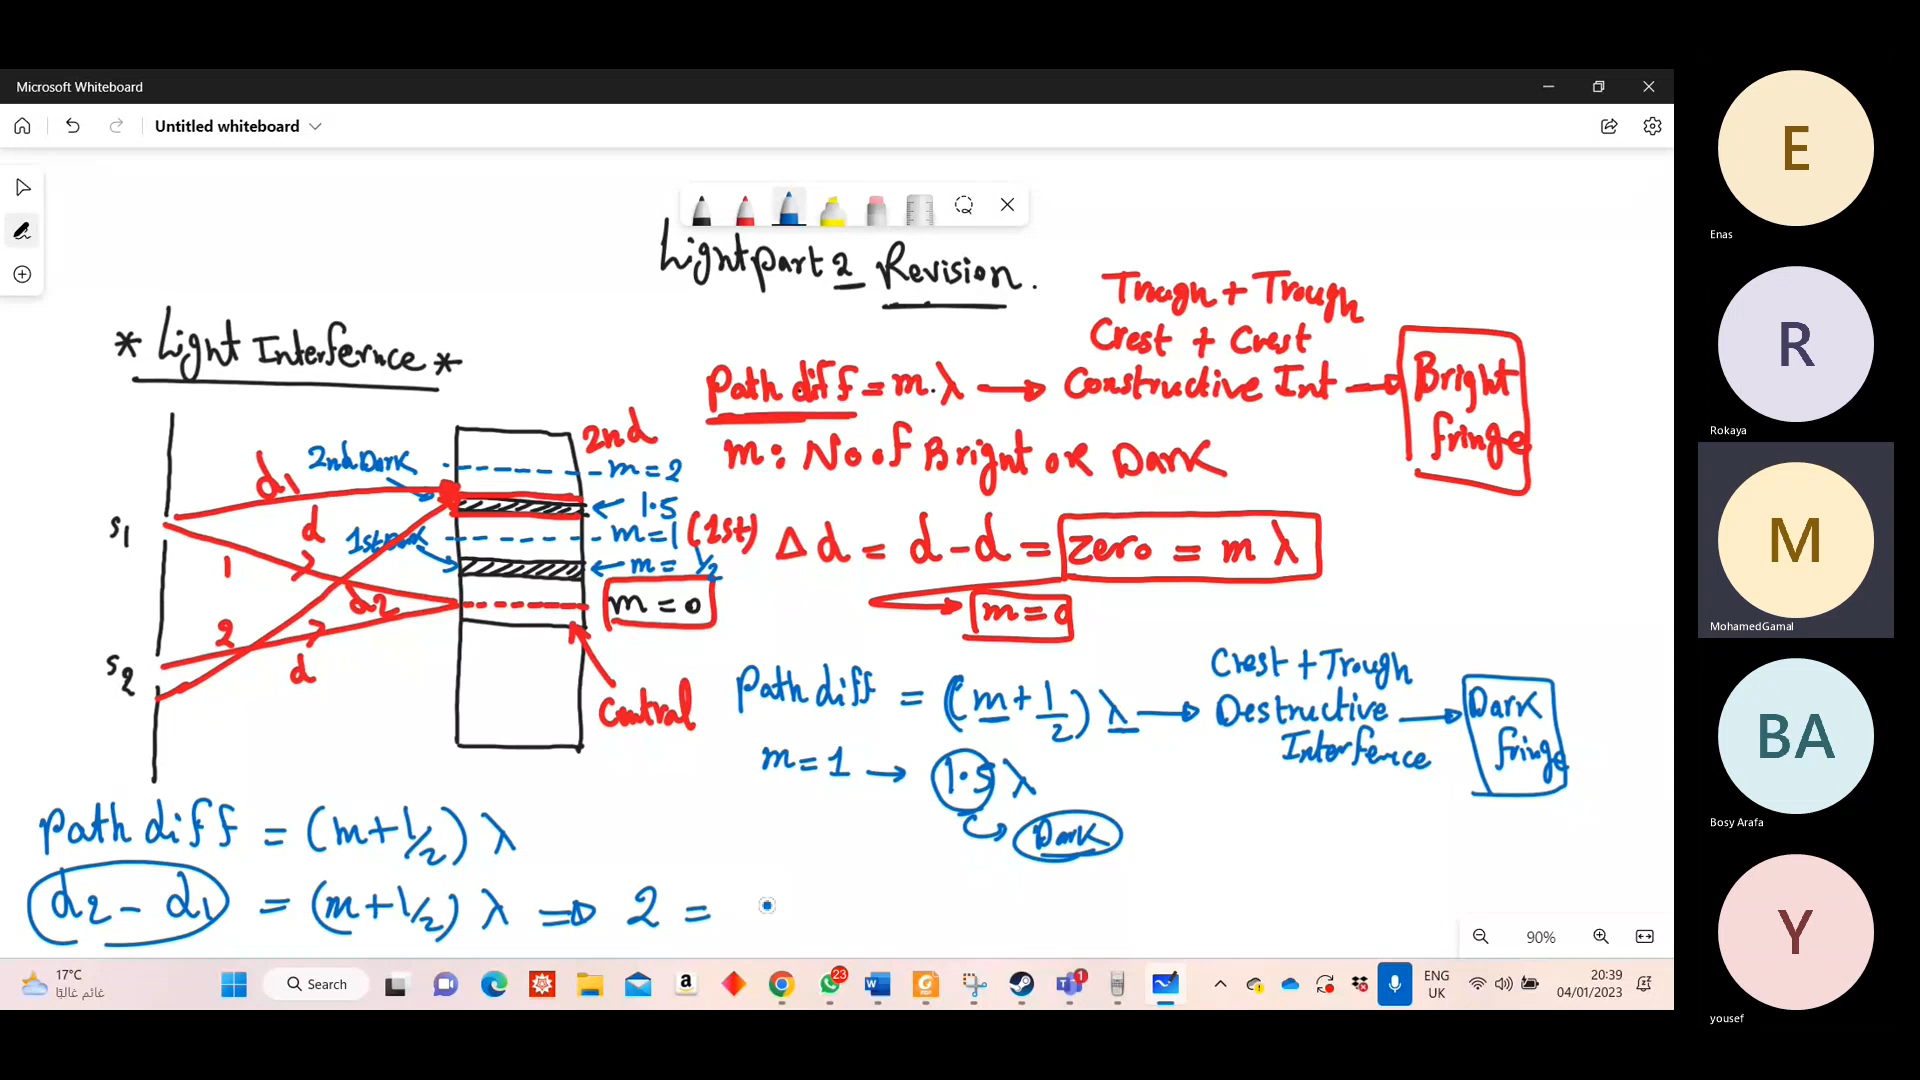 Microsoft Whiteboard
Untitled whiteboard
Light part 2 Revision.
* Light Interfernce *
Trough + Trough
Crest + Crest
Path diff = m.λ → Constructive Int → Bright fringe
m: No of Bright or Dark
Δd = d - d = zero = m λ
m = 0
Path diff = (m + 1/2) λ → Destructive Interference → Dark fringe
Crest + Trough
m = 1 → 1.5 λ
Dark
S1
S2
d1
d
1
d2
2
d
2nd Dark
1st Dark
2nd
m = 2
1.5
m = 1 (1st)
m = 1/2
m = 0
Central
Path diff = (m + 1/2) λ
d2 - d1 = (m + 1/2) λ ⇒ 2 =
90%
17°C
غائم غالبًا
Search
23
1
ENG
UK
20:39
04/01/2023
E
Enas
R
Rokaya
M
MohamedGamal
BA
Bosy Arafa
Y
yousef